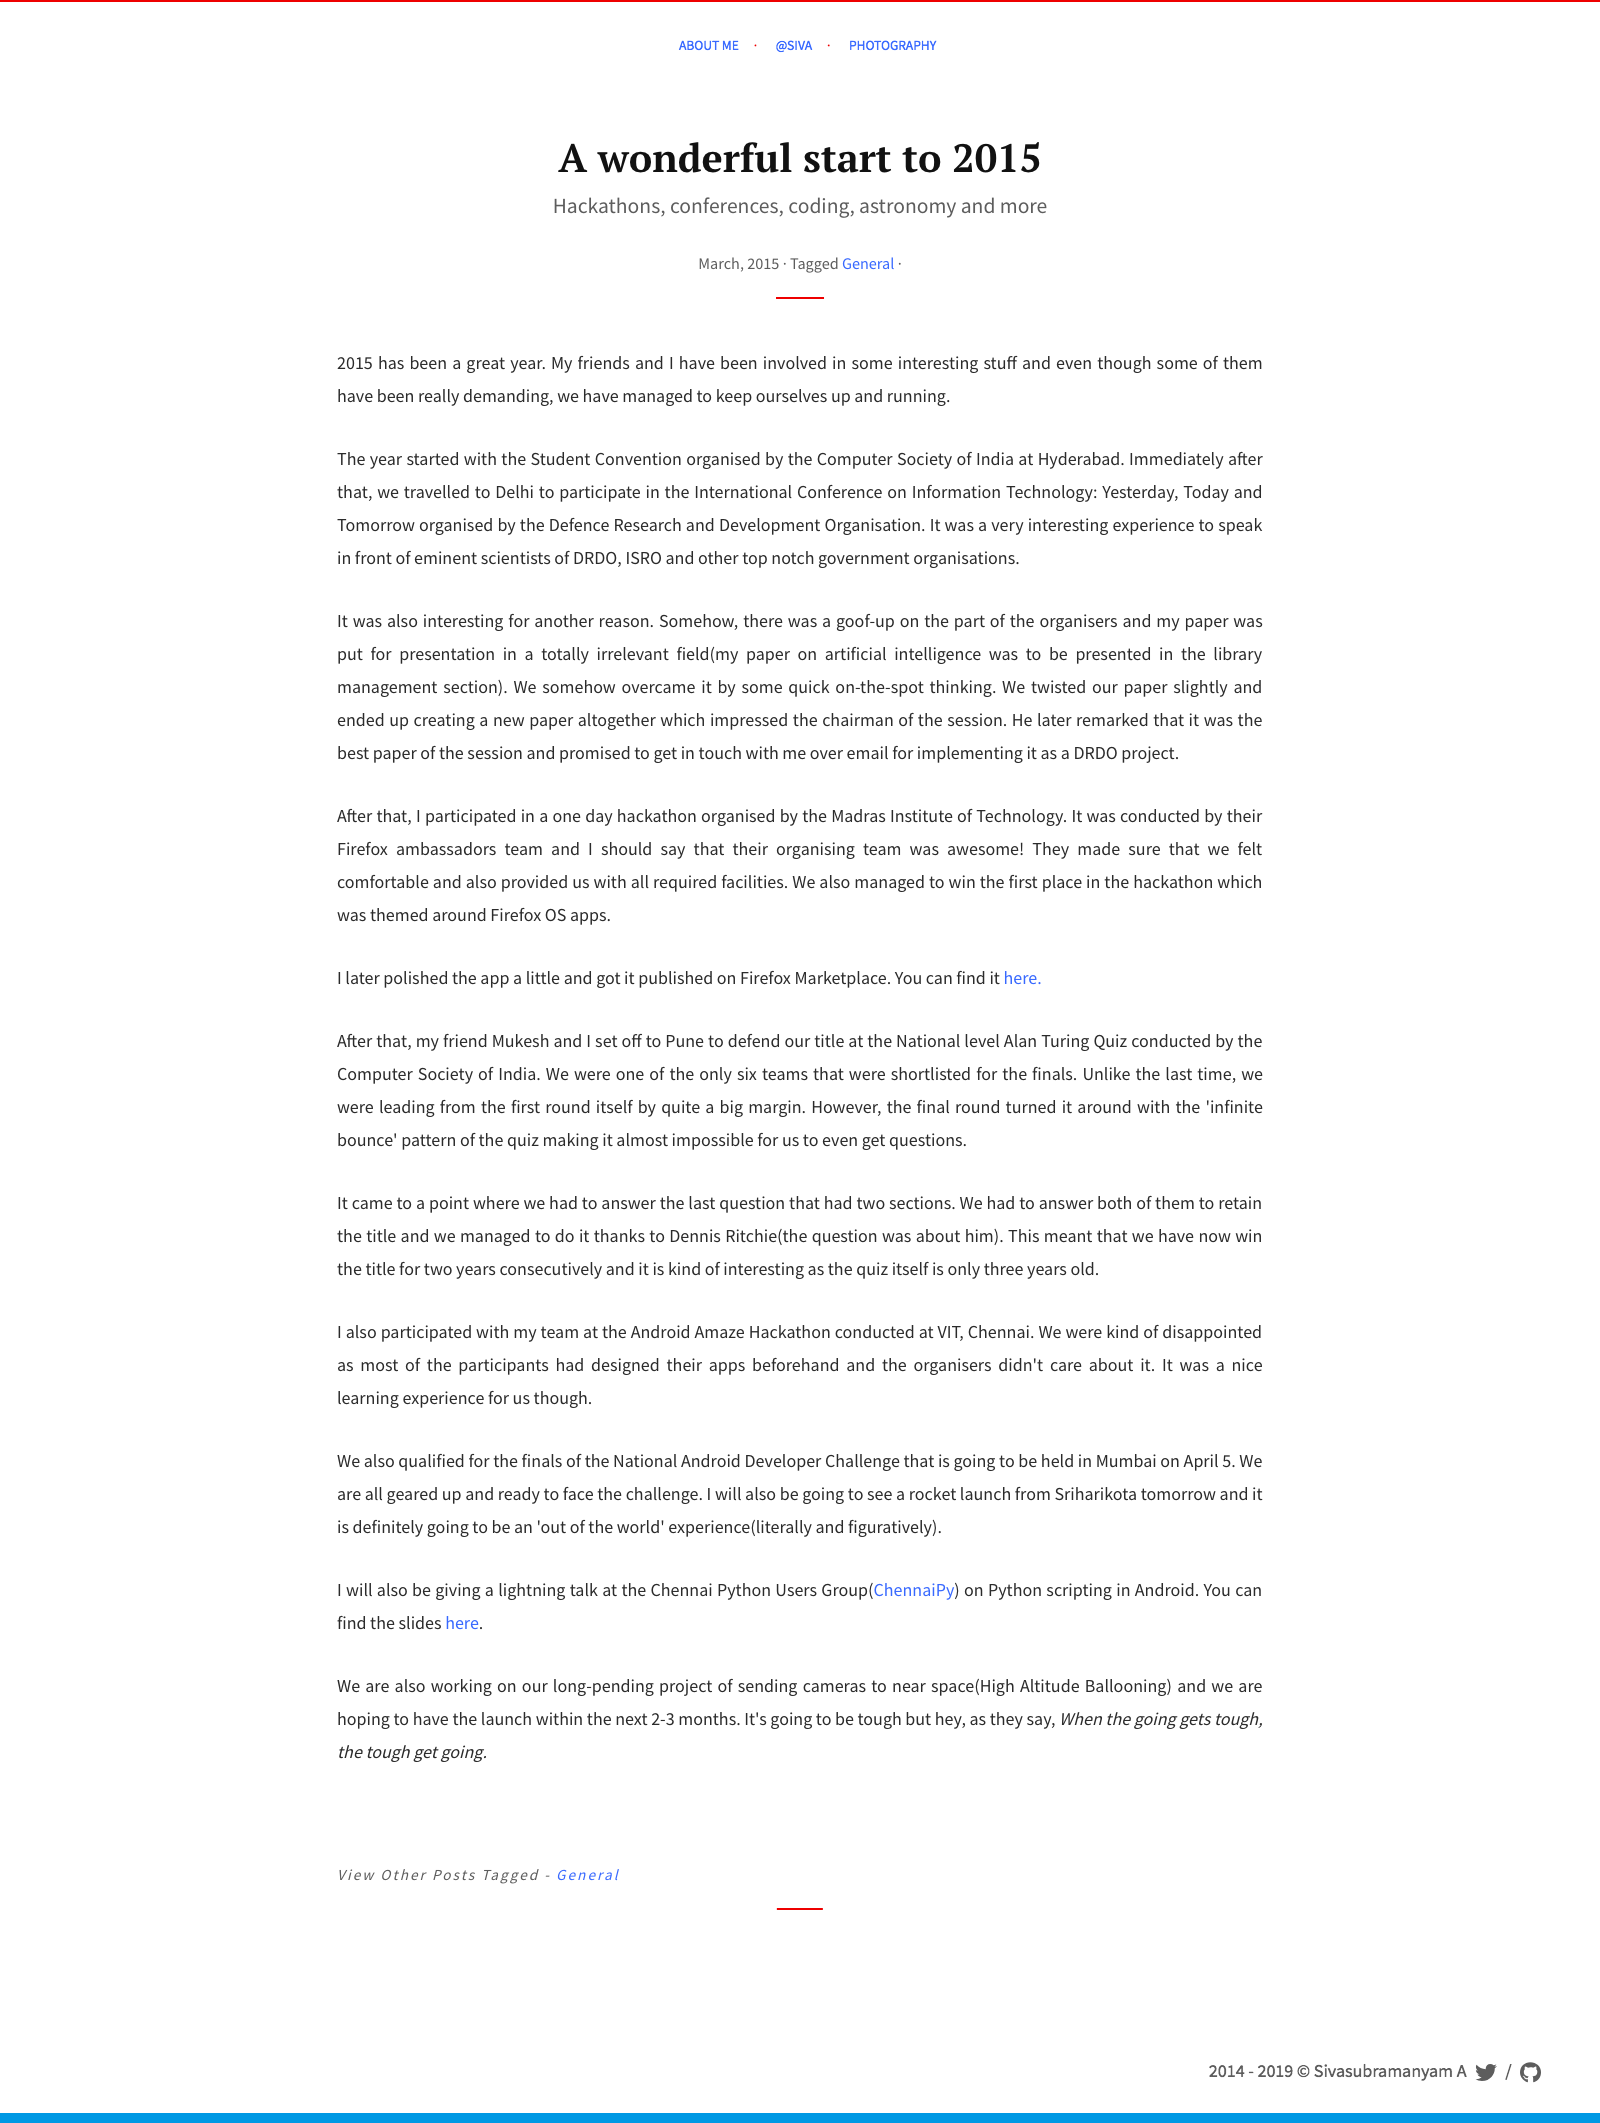 ABOUT ME · @SIVA · PHOTOGRAPHY
A wonderful start to 2015
Hackathons, conferences, coding, astronomy and more
March, 2015 · Tagged General ·
2015 has been a great year. My friends and I have been involved in some interesting stuff and even though some of them
have been really demanding, we have managed to keep ourselves up and running.
The year started with the Student Convention organised by the Computer Society of India at Hyderabad. Immediately after
that, we travelled to Delhi to participate in the International Conference on Information Technology: Yesterday, Today and
Tomorrow organised by the Defence Research and Development Organisation. It was a very interesting experience to speak
in front of eminent scientists of DRDO, ISRO and other top notch government organisations.
It was also interesting for another reason. Somehow, there was a goof-up on the part of the organisers and my paper was
put for presentation in a totally irrelevant field(my paper on artificial intelligence was to be presented in the library
management section). We somehow overcame it by some quick on-the-spot thinking. We twisted our paper slightly and
ended up creating a new paper altogether which impressed the chairman of the session. He later remarked that it was the
best paper of the session and promised to get in touch with me over email for implementing it as a DRDO project.
After that, I participated in a one day hackathon organised by the Madras Institute of Technology. It was conducted by their
Firefox ambassadors team and I should say that their organising team was awesome! They made sure that we felt
comfortable and also provided us with all required facilities. We also managed to win the first place in the hackathon which
was themed around Firefox OS apps.
I later polished the app a little and got it published on Firefox Marketplace. You can find it here.
After that, my friend Mukesh and I set off to Pune to defend our title at the National level Alan Turing Quiz conducted by the
Computer Society of India. We were one of the only six teams that were shortlisted for the finals. Unlike the last time, we
were leading from the first round itself by quite a big margin. However, the final round turned it around with the 'infinite
bounce' pattern of the quiz making it almost impossible for us to even get questions.
It came to a point where we had to answer the last question that had two sections. We had to answer both of them to retain
the title and we managed to do it thanks to Dennis Ritchie(the question was about him). This meant that we have now win
the title for two years consecutively and it is kind of interesting as the quiz itself is only three years old.
I also participated with my team at the Android Amaze Hackathon conducted at VIT, Chennai. We were kind of disappointed
as most of the participants had designed their apps beforehand and the organisers didn't care about it. It was a nice
learning experience for us though.
We also qualified for the finals of the National Android Developer Challenge that is going to be held in Mumbai on April 5. We
are all geared up and ready to face the challenge. I will also be going to see a rocket launch from Sriharikota tomorrow and it
is definitely going to be an 'out of the world' experience(literally and figuratively).
I will also be giving a lightning talk at the Chennai Python Users Group(ChennaiPy) on Python scripting in Android. You can
find the slides here.
We are also working on our long-pending project of sending cameras to near space(High Altitude Ballooning) and we are
hoping to have the launch within the next 2-3 months. It's going to be tough but hey, as they say, When the going gets tough,
the tough get going.
View Other Posts Tagged - General
2014 - 2019 © Sivasubramanyam A /